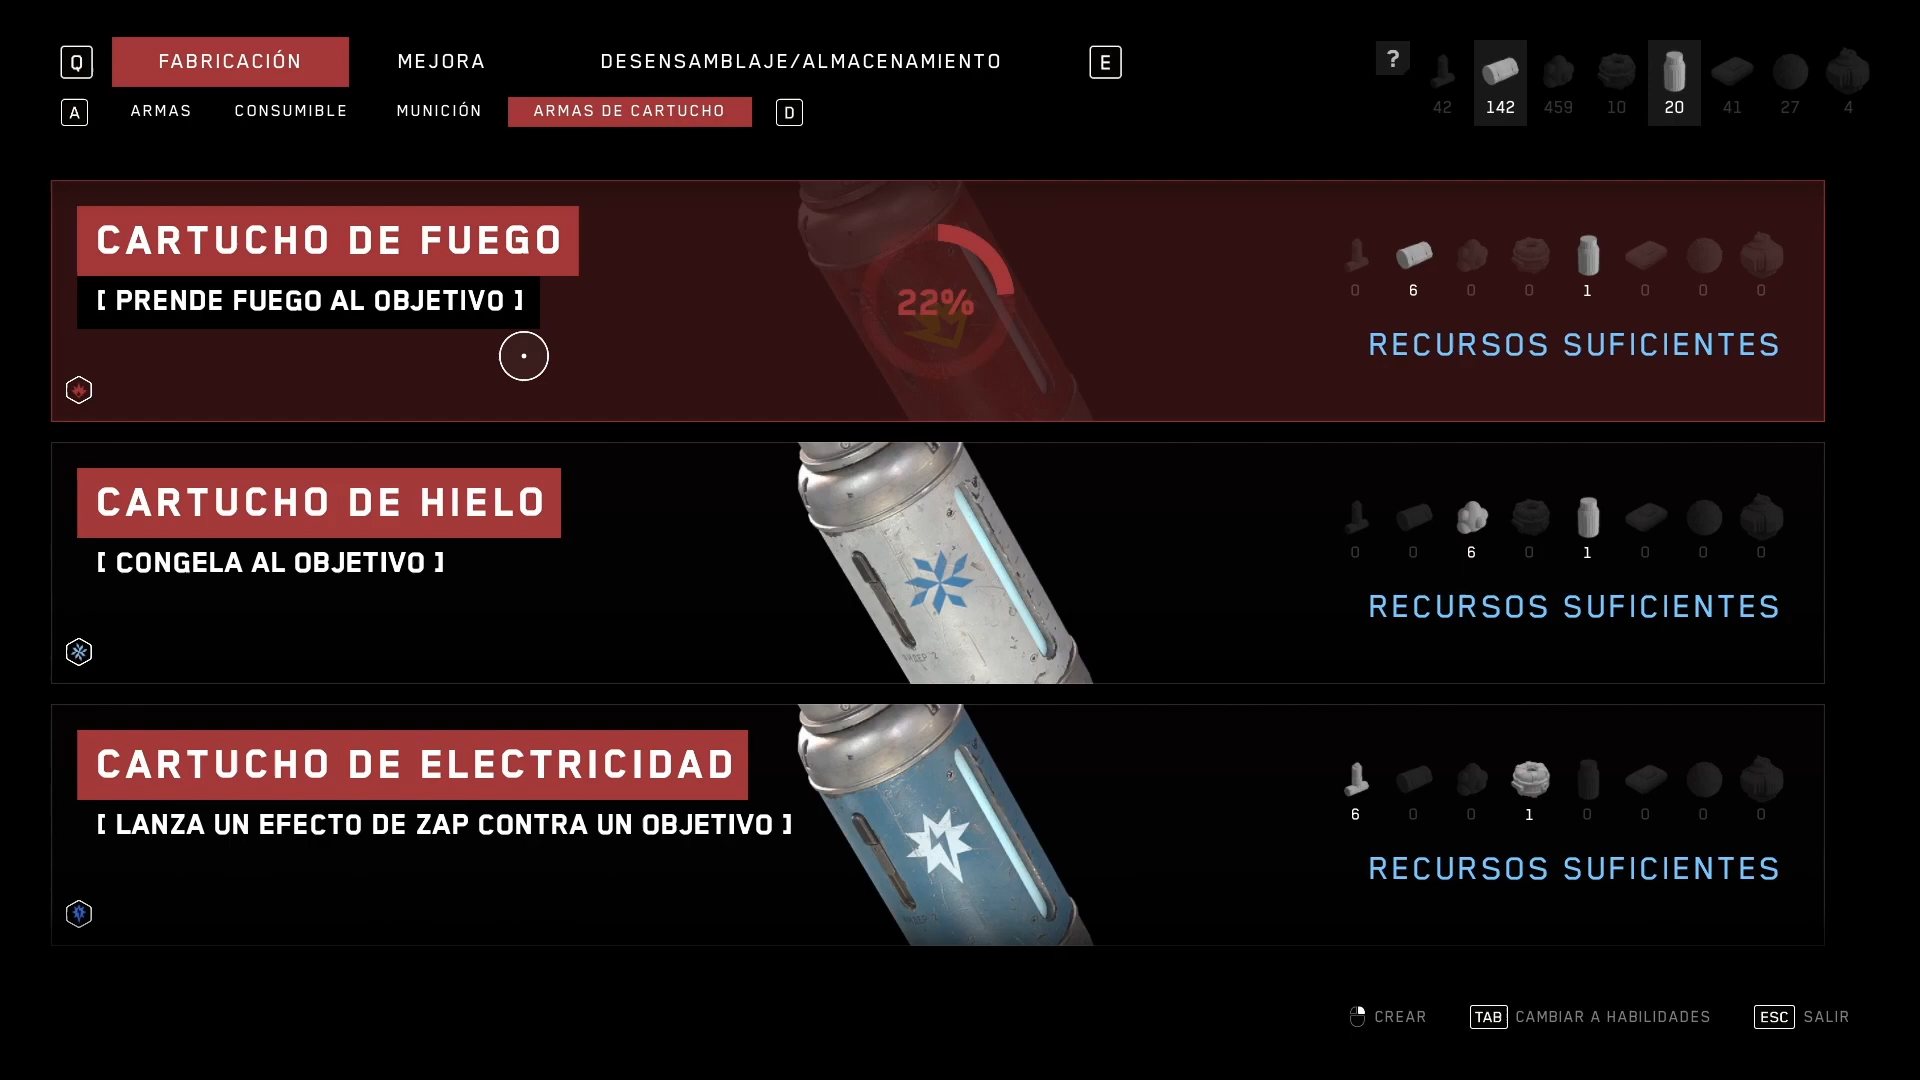 Q FABRICACIÓN MEJORA DESENSAMBLAJE/ALMACENAMIENTO E ?
42 142 459 10 20 41 27 4
A ARMAS CONSUMIBLE MUNICIÓN ARMAS DE CARTUCHO D
CARTUCHO DE FUEGO
[ PRENDE FUEGO AL OBJETIVO ]
22%
0 6 0 0 1 0 0 0
RECURSOS SUFICIENTES
CARTUCHO DE HIELO
[ CONGELA AL OBJETIVO ]
0 0 6 0 1 0 0 0
RECURSOS SUFICIENTES
CARTUCHO DE ELECTRICIDAD
[ LANZA UN EFECTO DE ZAP CONTRA UN OBJETIVO ]
6 0 0 1 0 0 0 0
RECURSOS SUFICIENTES
CREAR TAB CAMBIAR A HABILIDADES ESC SALIR